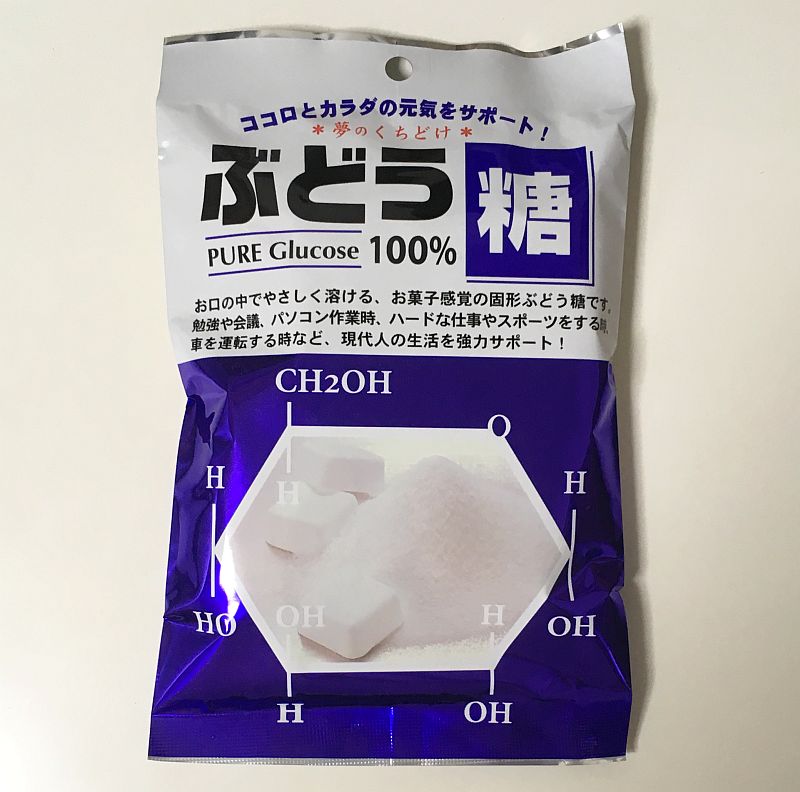 ココロとカラダの元気をサポート！
＊夢のくちどけ＊
ぶどう糖
PURE Glucose 100%
お口の中でやさしく溶ける、お菓子感覚の固形ぶどう糖です。
勉強や会議、パソコン作業時、ハードな仕事やスポーツをする時、
車を運転する時など、現代人の生活を強力サポート！
CH2OH
O
H H H
HO OH H OH
H OH